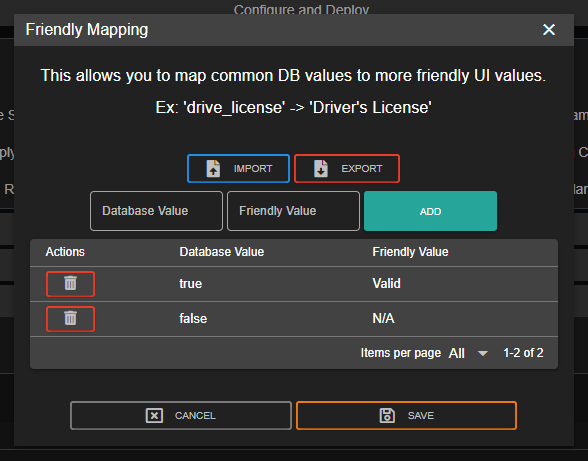 Configure and Deploy
Friendly Mapping
This allows you to map common DB values to more friendly UI values.
Ex: 'drive_license' -> 'Driver's License'
IMPORT EXPORT
Database Value Friendly Value ADD
Actions Database Value Friendly Value
true Valid
false N/A
Items per page All 1-2 of 2
CANCEL SAVE